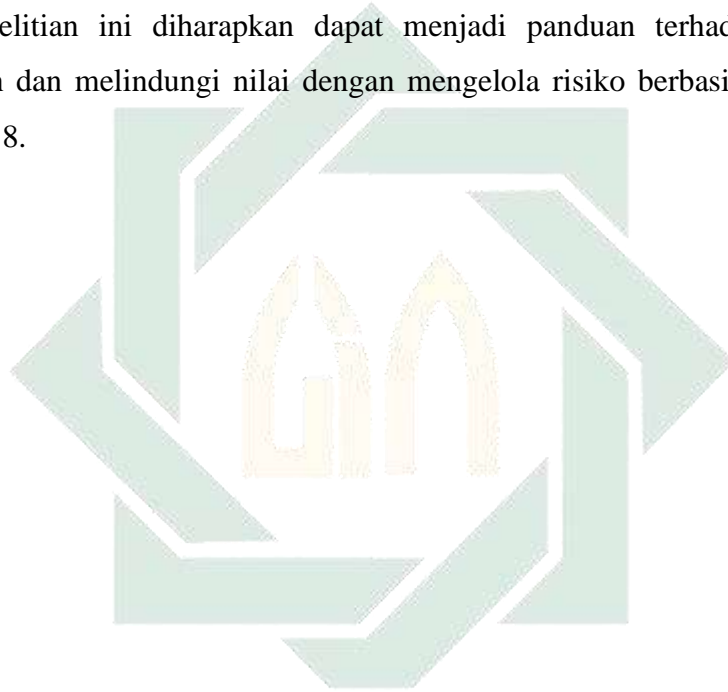 elitian ini diharapkan dapat menjadi panduan terhad
dan melindungi nilai dengan mengelola risiko berbasi
8.